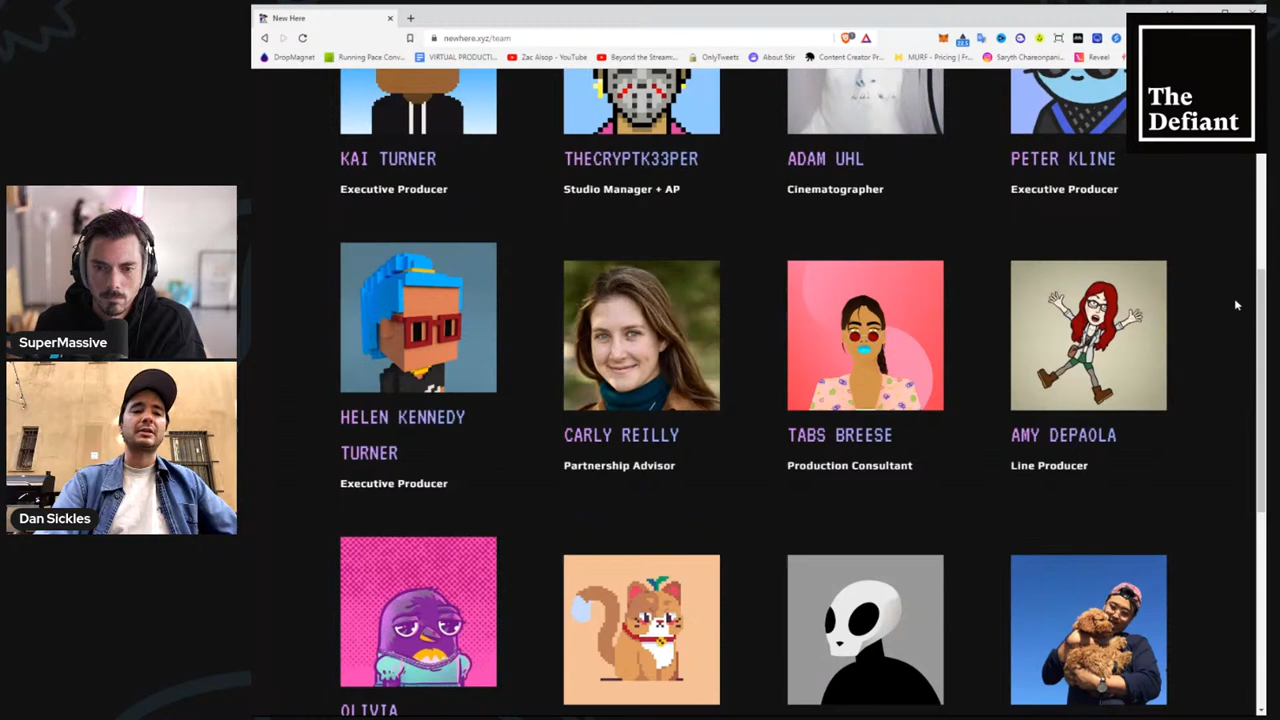 New Here
newhere.xyz/team
DropMagnet
Running Pace Conv...
VIRTUAL PRODUCTI...
Zac Alsop - YouTube
Beyond the Stream:...
OnlyTweets
About Stir
Content Creator Pr...
MURF - Pricing | Fr...
Saryth Chareonpani...
Reveel
The
Defiant
KAI TURNER
Executive Producer
THECRYPTK33PER
Studio Manager + AP
ADAM UHL
Cinematographer
PETER KLINE
Executive Producer
SuperMassive
Dan Sickles
HELEN KENNEDY
TURNER
Executive Producer
CARLY REILLY
Partnership Advisor
TABS BREESE
Production Consultant
AMY DEPAOLA
Line Producer
OLIVIA